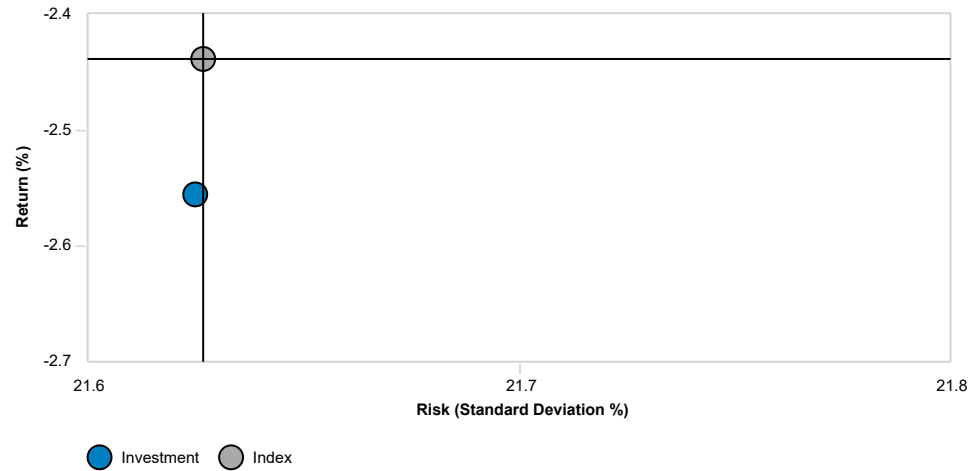 -2.4
-2.5
-2.6
-2.7
Return (%)
21.6 21.7 21.8
Risk (Standard Deviation %)
Investment Index